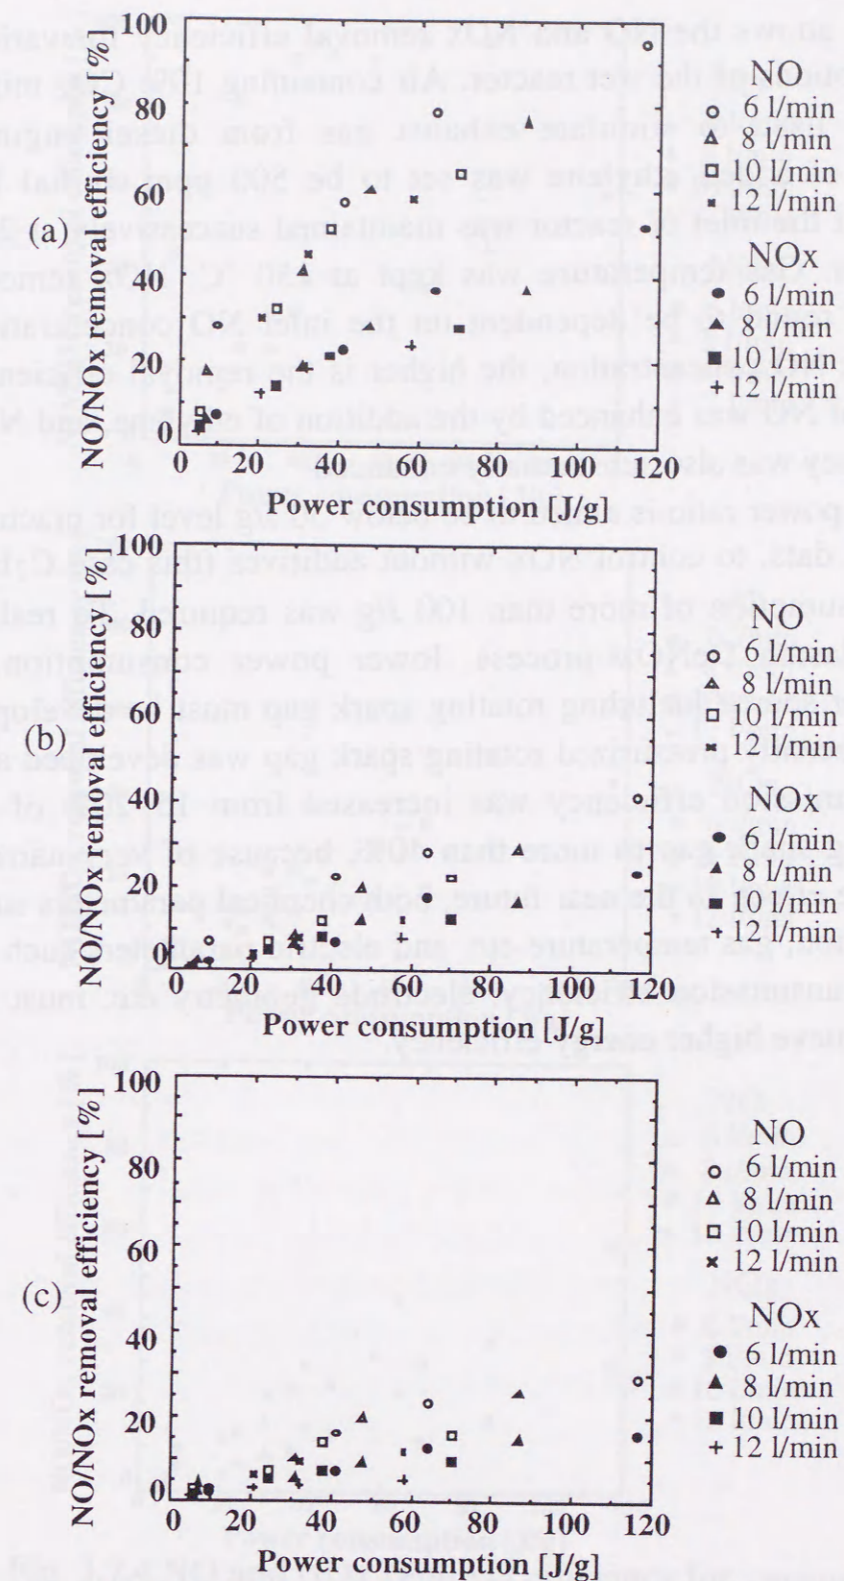 (a)
NO/NOx removal efficiency %
100
80
60
40
20
0
0 20 40 60 80 100 120
Power consumption [J/g]
NO
6 l/min
8 l/min
10 l/min
12 l/min
NOx
6 l/min
8 l/min
10 l/min
12 l/min
(b)
NO/NOx removal efficiency [%]
100
80
60
40
20
0
0 20 40 60 80 100 120
Power consumption [J/g]
NO
6 l/min
8 l/min
10 l/min
12 l/min
NOx
6 l/min
8 l/min
10 l/min
12 l/min
(c)
NO/NOx removal efficiency [%]
100
80
60
40
20
0
0 20 40 60 80 100 120
Power consumption [J/g]
NO
6 l/min
8 l/min
10 l/min
12 l/min
NOx
6 l/min
8 l/min
10 l/min
12 l/min